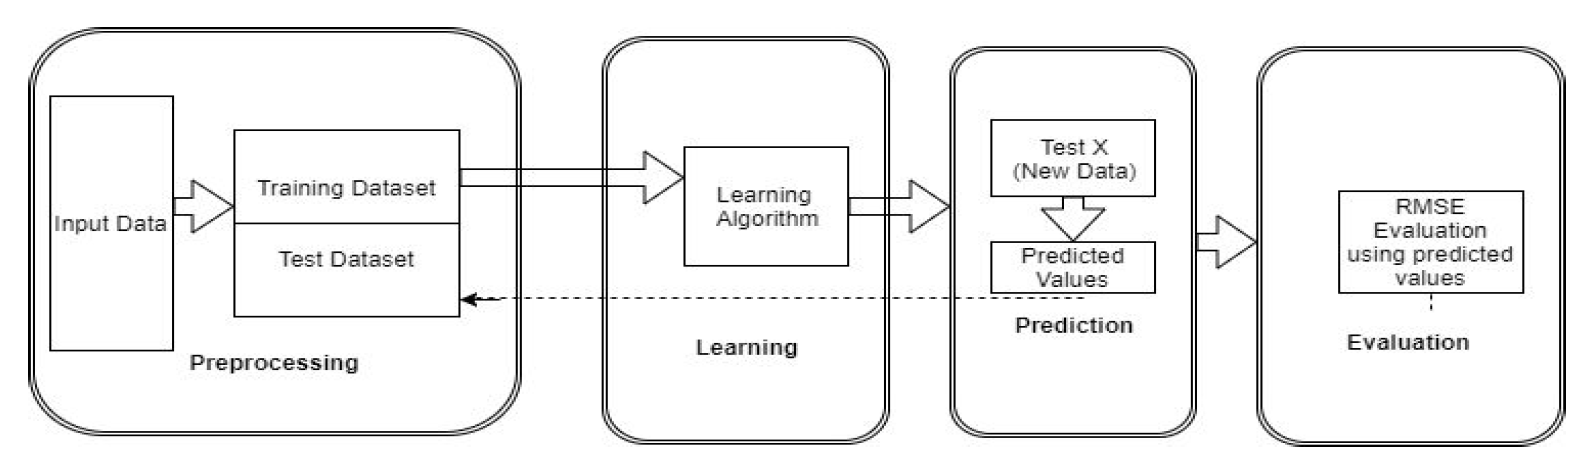 Input Data
Training Dataset
Test Dataset
Preprocessing
Learning
Algorithm
Learning
Test X
(New Data)
Predicted
Values
Prediction
RMSE
Evaluation
using predicted
values
Evaluation